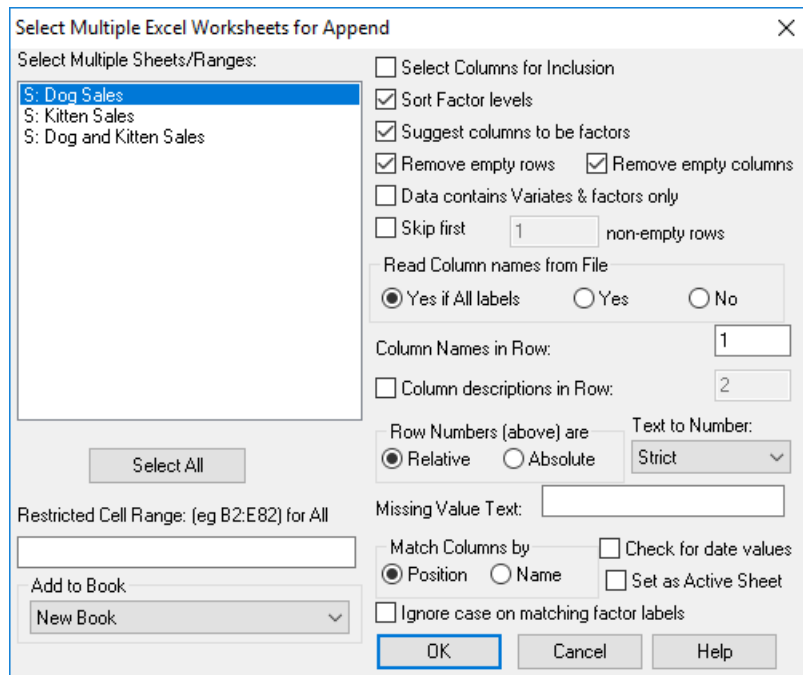 Select Multiple Excel Worksheets for Append
Select Multiple Sheets/Ranges:
S: Dog Sales
S: Kitten Sales
S: Dog and Kitten Sales
Select All
Restricted Cell Range: (eg B2:E82) for All
Add to Book
New Book
Select Columns for Inclusion
Sort Factor levels
Suggest columns to be factors
Remove empty rows Remove empty columns
Data contains Variates & factors only
Skip first 1 non-empty rows
Read Column names from File
Yes if All labels Yes No
Column Names in Row: 1
Column descriptions in Row: 2
Row Numbers (above) are Text to Number:
Relative Absolute Strict
Missing Value Text:
Match Columns by Check for date values
Position Name Set as Active Sheet
Ignore case on matching factor labels
OK Cancel Help